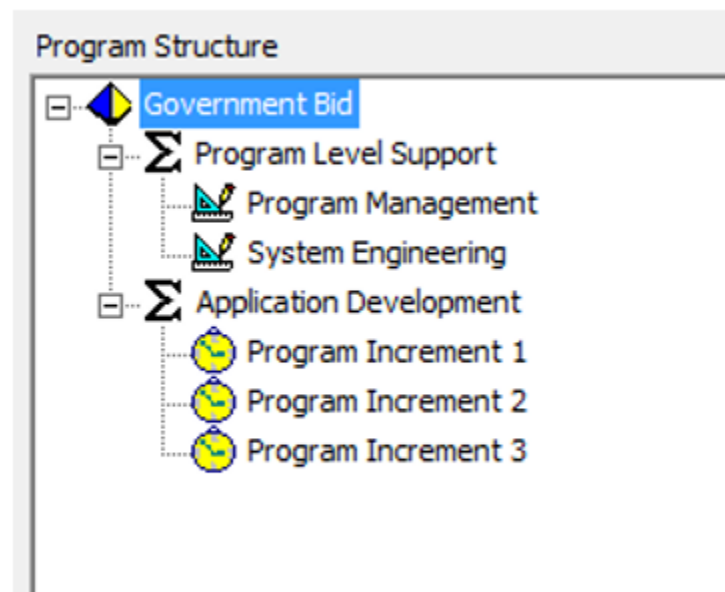 Program Structure
Government Bid
Program Level Support
Program Management
System Engineering
Application Development
Program Increment 1
Program Increment 2
Program Increment 3